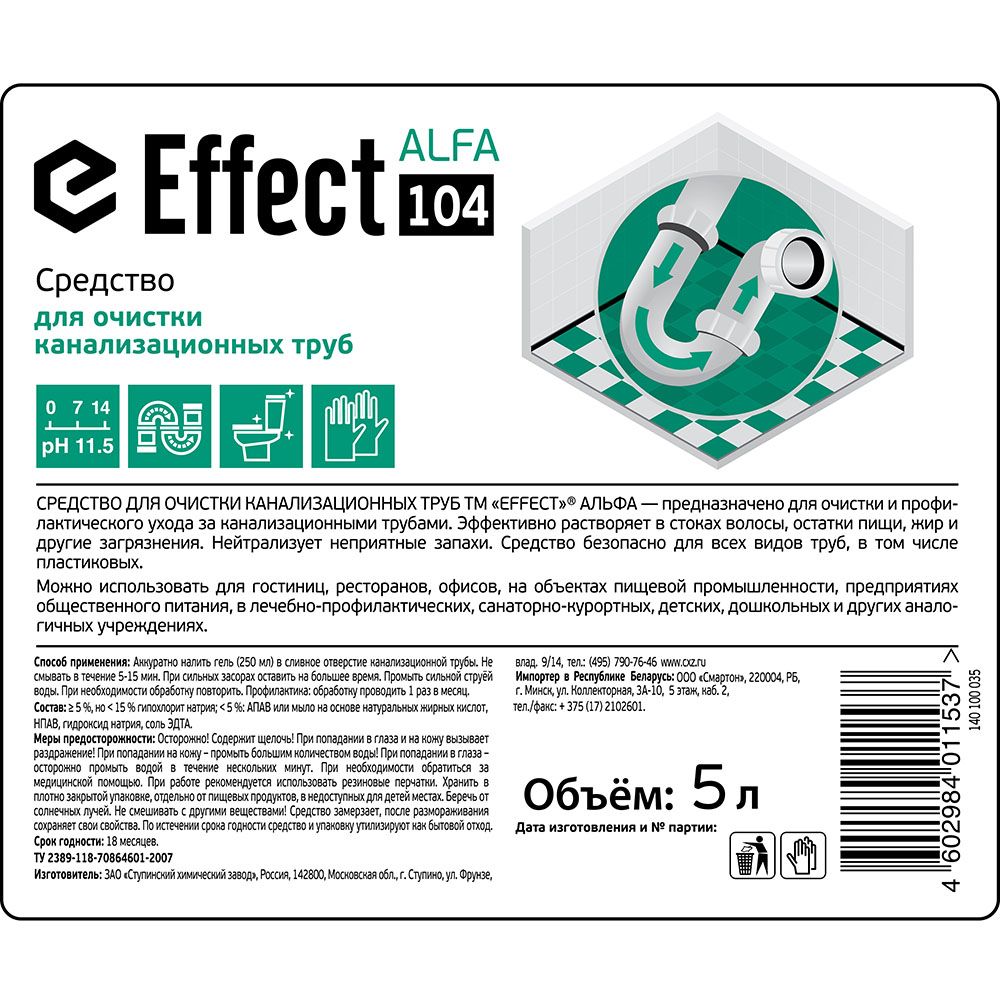 Effect ALFA
104
Средство
для очистки
канализационных труб
0 7 14
pH 11.5
СРЕДСТВО ДЛЯ ОЧИСТКИ КАНАЛИЗАЦИОННЫХ ТРУБ ТМ «EFFECT»® АЛЬФА — предназначено для очистки и профи-
лактического ухода за канализационными трубами. Эффективно растворяет в стоках волосы, остатки пищи, жир и
другие загрязнения. Нейтрализует неприятные запахи. Средство безопасно для всех видов труб, в том числе
пластиковых.
Можно использовать для гостиниц, ресторанов, офисов, на объектах пищевой промышленности, предприятиях
общественного питания, в лечебно-профилактических, санаторно-курортных, детских, дошкольных и других анало-
гичных учреждениях.
Способ применения: Аккуратно налить гель (250 мл) в сливное отверстие канализационной трубы. Не
смывать в течение 5-15 мин. При сильных засорах оставить на большее время. Промыть сильной струёй
воды. При необходимости обработку повторить. Профилактика: обработку проводить 1 раз в месяц.
Состав: ≥ 5 %, но < 15 % гипохлорит натрия; < 5 %: АПАВ или мыло на основе натуральных жирных кислот,
НПАВ, гидроксид натрия, соль ЭДТА.
Меры предосторожности: Осторожно! Содержит щелочь! При попадании в глаза и на кожу вызывает
раздражение! При попадании на кожу – промыть большим количеством воды! При попадании в глаза –
осторожно промыть водой в течение нескольких минут. При необходимости обратиться за
медицинской помощью. При работе рекомендуется использовать резиновые перчатки. Хранить в
плотно закрытой упаковке, отдельно от пищевых продуктов, в недоступных для детей местах. Беречь от
солнечных лучей. Не смешивать с другими веществами! Средство замерзает, после размораживания
сохраняет свои свойства. По истечении срока годности средство и упаковку утилизируют как бытовой отход.
Срок годности: 18 месяцев.
ТУ 2389-118-70864601-2007
Изготовитель: ЗАО «Ступинский химический завод», Россия, 142800, Московская обл., г. Ступино, ул. Фрунзе,
влад. 9/14, тел.: (495) 790-76-46 www.cxz.ru
Импортер в Республике Беларусь: ООО «Смартон», 220004, РБ,
г. Минск, ул. Коллекторная, 3А-10, 5 этаж, каб. 2,
тел./факс: + 375 (17) 2102601.
Объём: 5 л
Дата изготовления и № партии:
4 602984 011537 >
140 100 035